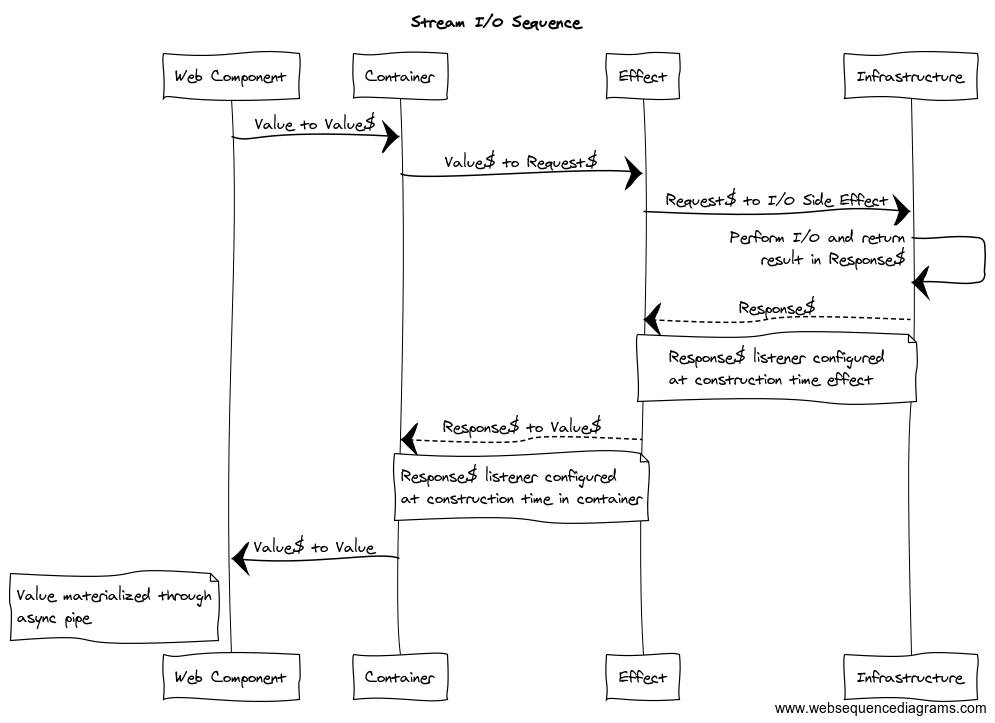 Stream I/O Sequence
Web Component
Container
Effect
Infrastructure
Value to Value$
Value$ to Request$
Request$ to I/O Side Effect
Perform I/O and return
result in Response$
Response$
Response$ listener configured
at construction time effect
Response$ to Value$
Response$ listener configured
at construction time in container
Value$ to Value
Value materialized through
async pipe
Web Component
Container
Effect
Infrastructure
www.websequencediagrams.com